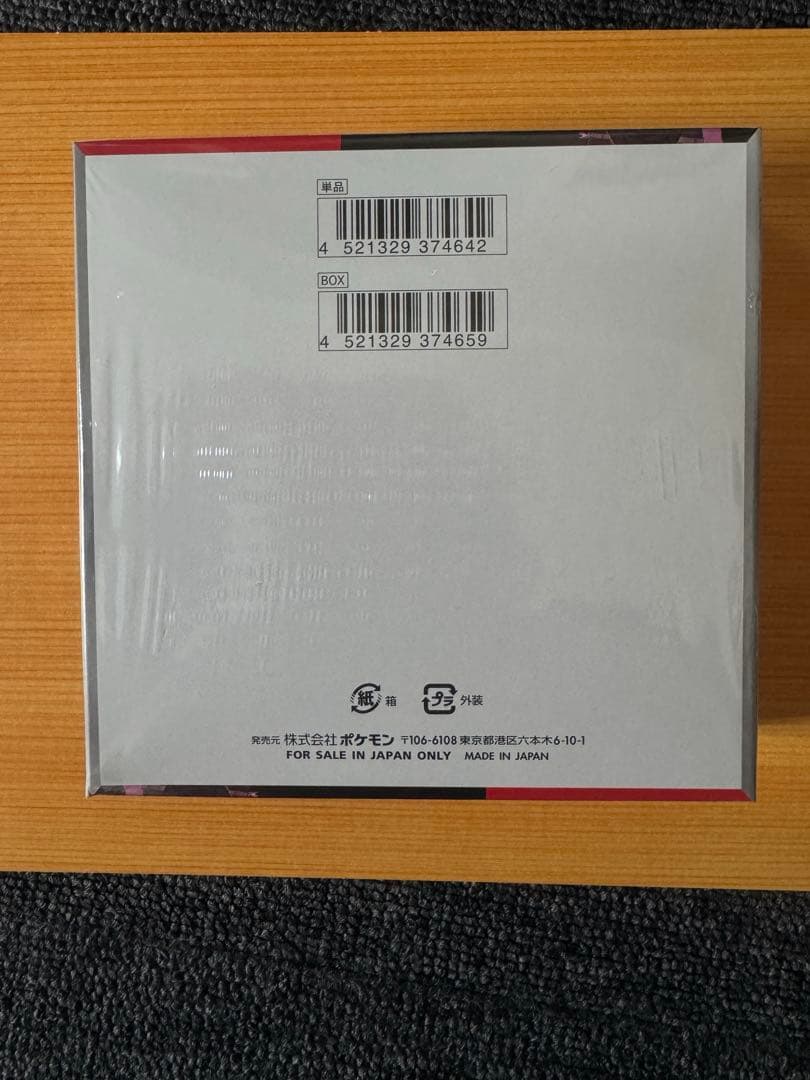 単品
4 521329 374642
BOX
4 521329 374659
紙 箱 プラ 外装
発売元 株式会社ポケモン 〒106-6108 東京都港区六本木6-10-1
FOR SALE IN JAPAN ONLY MADE IN JAPAN